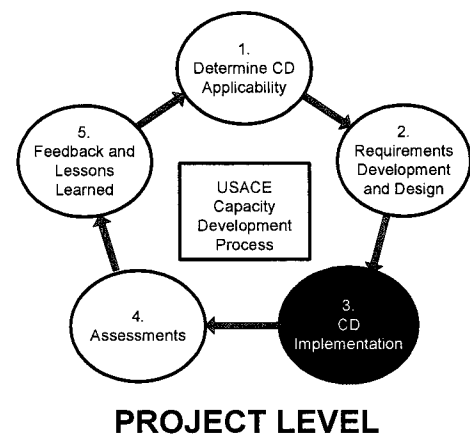 1.
Determine CD
Applicability
2.
Requirements
Development
and Design
3.
CD
Implementation
4.
Assessments
5.
Feedback and
Lessons
Learned
USACE
Capacity
Development
Process
PROJECT LEVEL